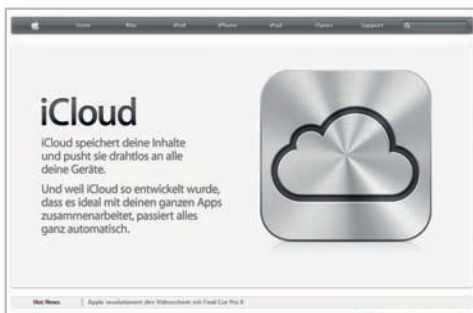 Store Mac iPod iPhone iPad iTunes Support
iCloud
iCloud speichert deine Inhalte
und pusht sie drahtlos an alle
deine Geräte.
Und weil iCloud so entwickelt wurde,
dass es ideal mit deinen ganzen Apps
zusammenarbeitet, passiert alles
ganz automatisch.
Hot News Apple revolutioniert den Videoschnitt mit Final Cut Pro X